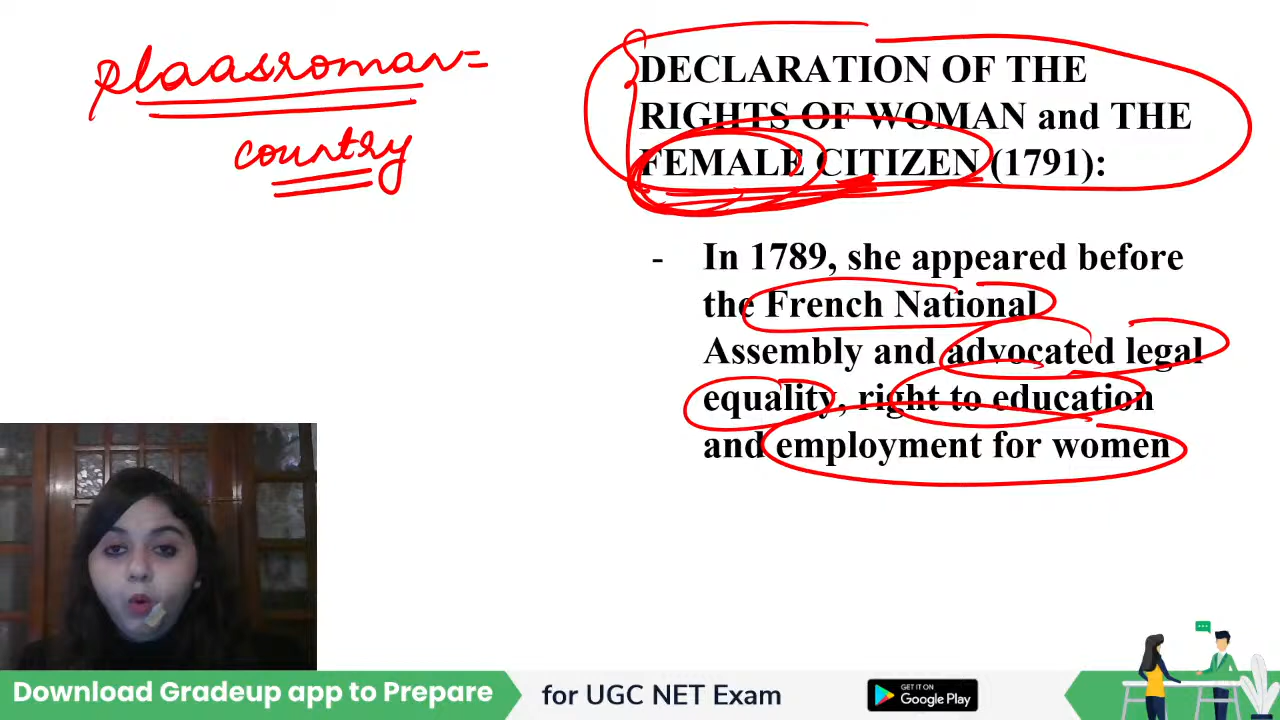 plaasroman=
country
DECLARATION OF THE
RIGHTS OF WOMAN and THE
FEMALE CITIZEN (1791):
- In 1789, she appeared before
the French National
Assembly and advocated legal
equality, right to education
and employment for women
Download Gradeup app to Prepare
for UGC NET Exam
GET IT ON
Google Play